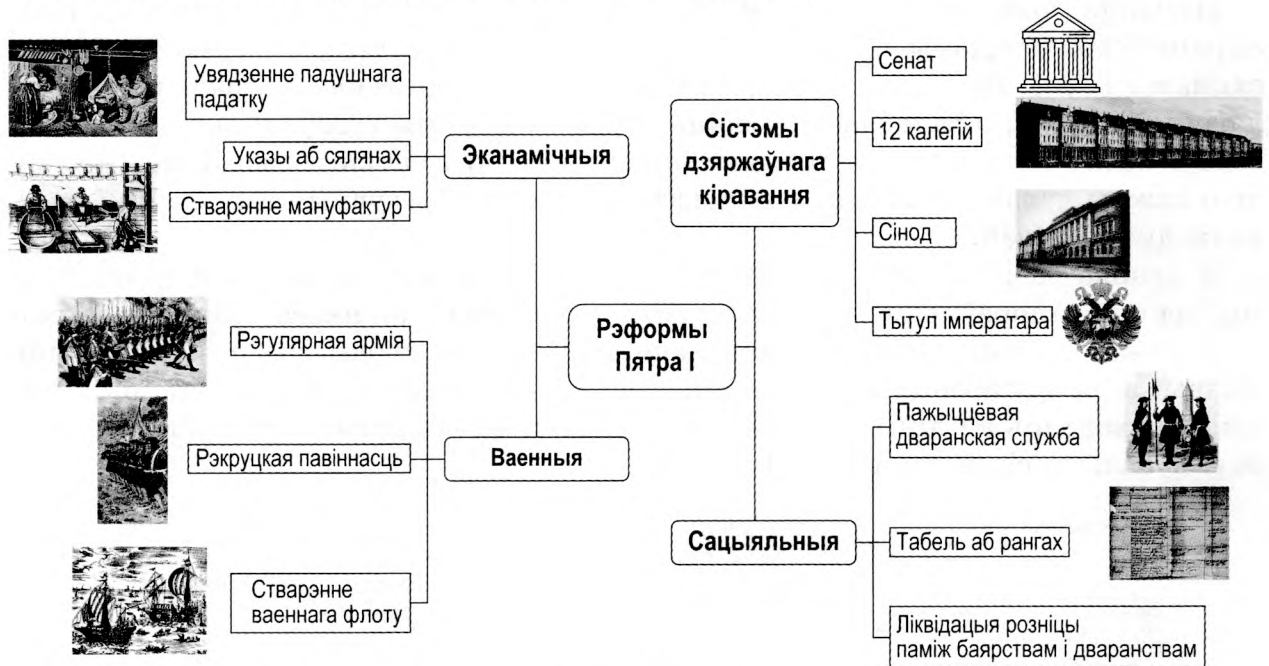 Рэформы
Пятра I
Эканамічныя
Увядзенне падушнага
падатку
Указы аб сялянах
Стварэнне мануфактур
Ваенныя
Рэгулярная армія
Рэкруцкая павіннасць
Стварэнне
ваеннага флоту
Сістэмы
дзяржаўнага
кіравання
Сенат
12 калегій
Сінод
Тытул імператара
Сацыяльныя
Пажыццёвая
дваранская служба
Табель аб рангах
Ліквідацыя розніцы
паміж баярствам і дваранствам